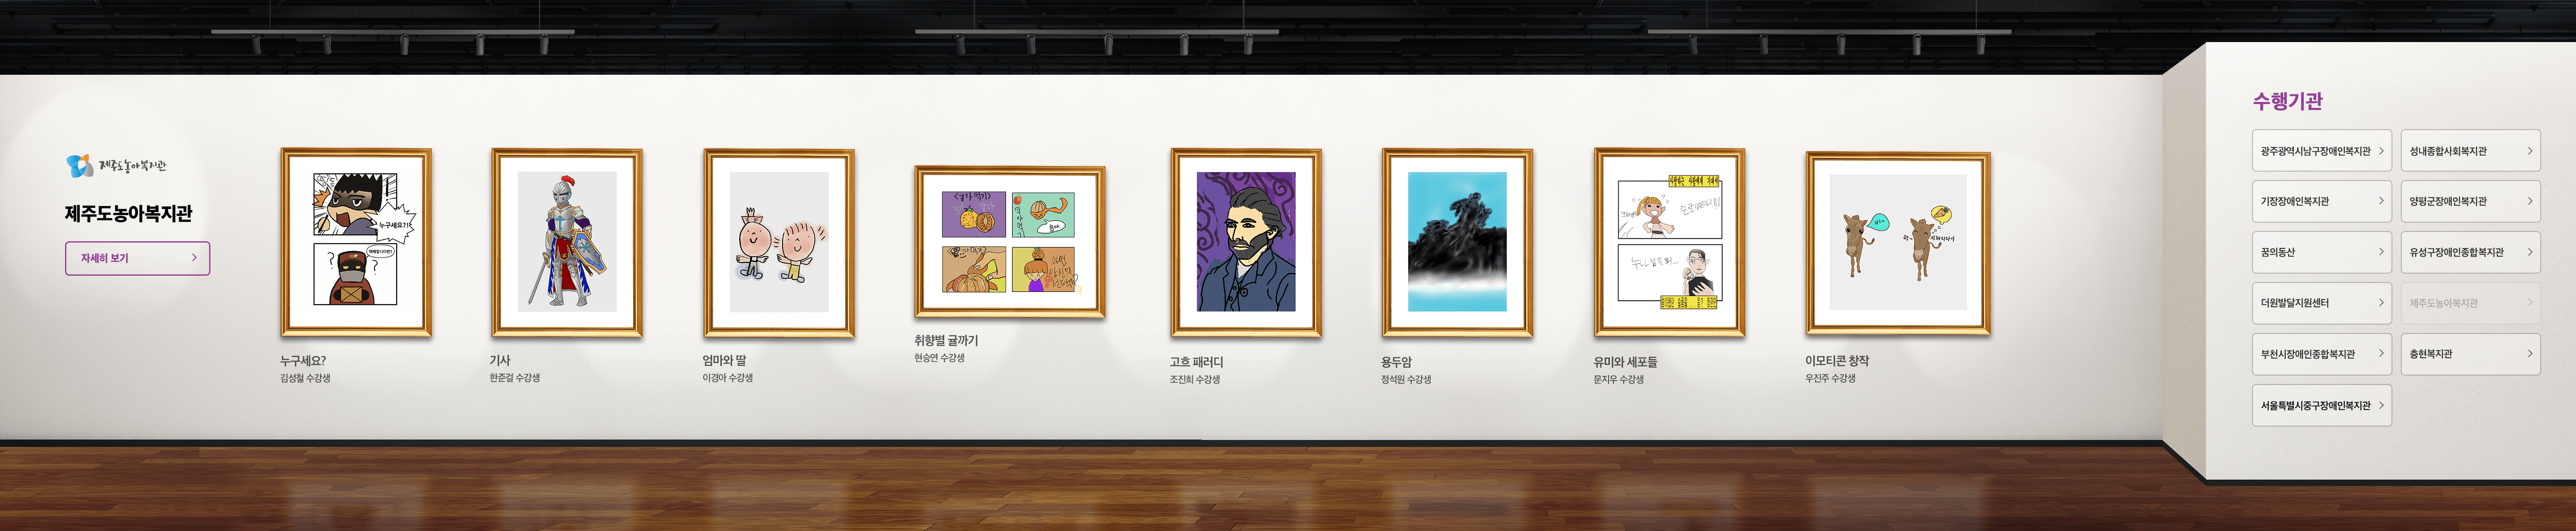 제주도농아복지관
제주도농아복지관
자세히 보기
누구세요?!
누구세요?
김성철 수강생
기사
한준걸 수강생
엄마와 딸
이경아 수강생
<귤까먹기>
취향별 귤까기
현승연 수강생
고흐 패러디
조진희 수강생
용두암
정석원 수강생
유미와 세포들
문지우 수강생
이모티콘 창작
우진주 수강생
수행기관
광주광역시남구장애인복지관
성내종합사회복지관
기장장애인복지관
양평군장애인복지관
꿈의동산
유성구장애인종합복지관
더원발달지원센터
제주도농아복지관
부천시장애인종합복지관
충현복지관
서울특별시중구장애인복지관